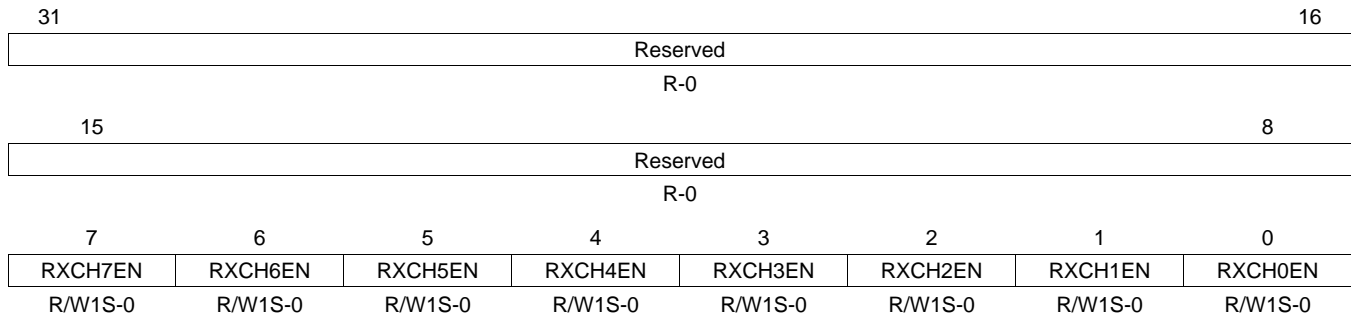 31 16
Reserved
R-0
15 8
Reserved
R-0
7 6 5 4 3 2 1 0
RXCH7EN RXCH6EN RXCH5EN RXCH4EN RXCH3EN RXCH2EN RXCH1EN RXCH0EN
R/W1S-0 R/W1S-0 R/W1S-0 R/W1S-0 R/W1S-0 R/W1S-0 R/W1S-0 R/W1S-0